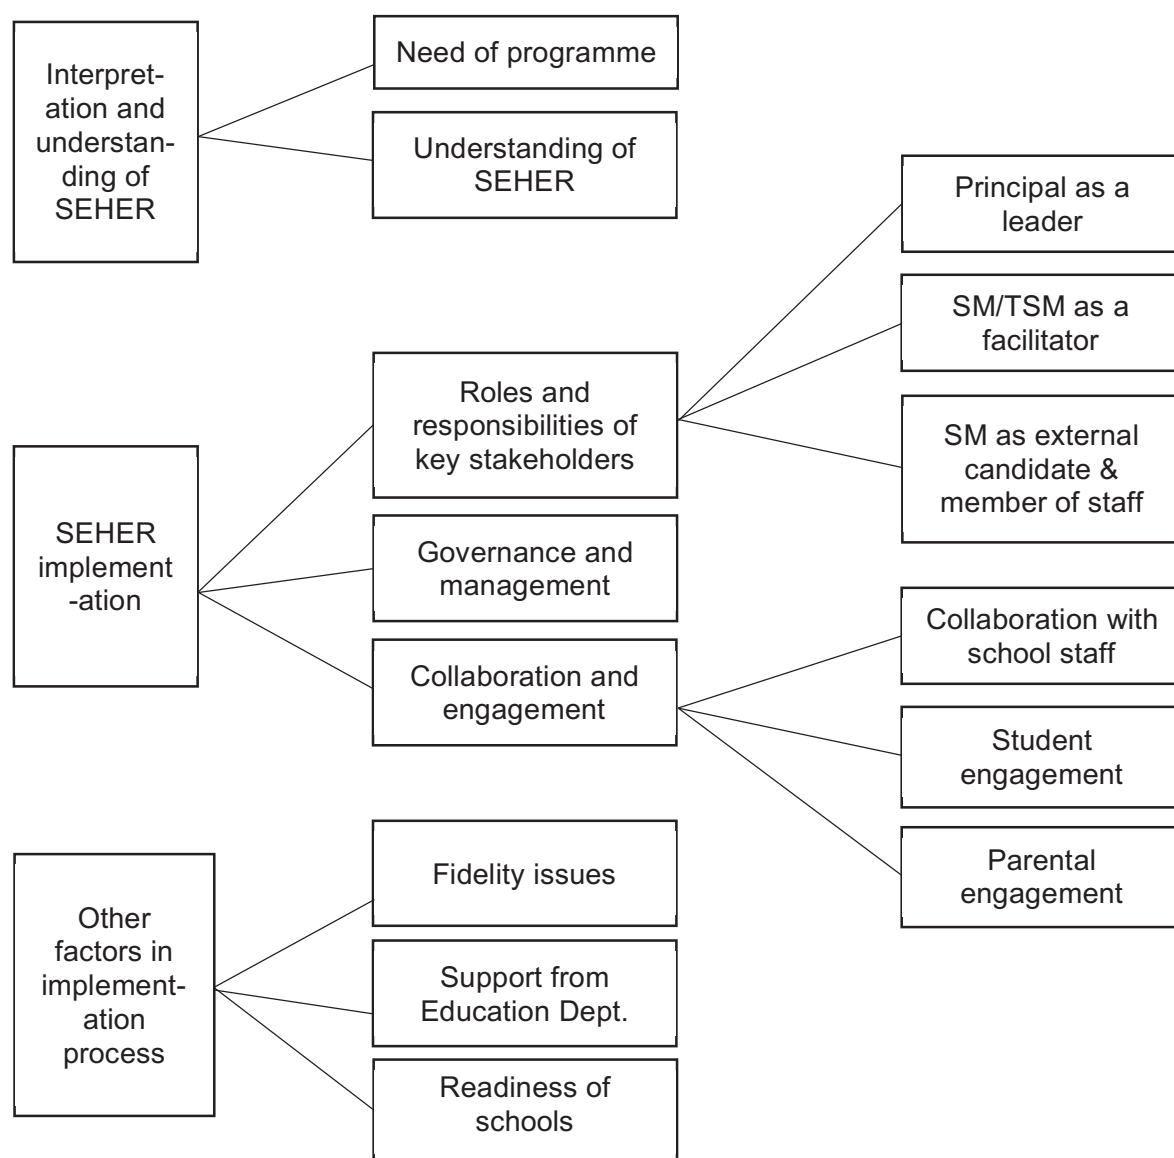 Interpret-
ation and
understan-
ding of
SEHER
Need of programme
Understanding of
SEHER
SEHER
implement
-ation
Roles and
responsibilities of
key stakeholders
Principal as a
leader
SM/TSM as a
facilitator
SM as external
candidate &
member of staff
Governance and
management
Collaboration and
engagement
Collaboration with
school staff
Student
engagement
Parental
engagement
Other
factors in
implement-
ation
process
Fidelity issues
Support from
Education Dept.
Readiness of
schools